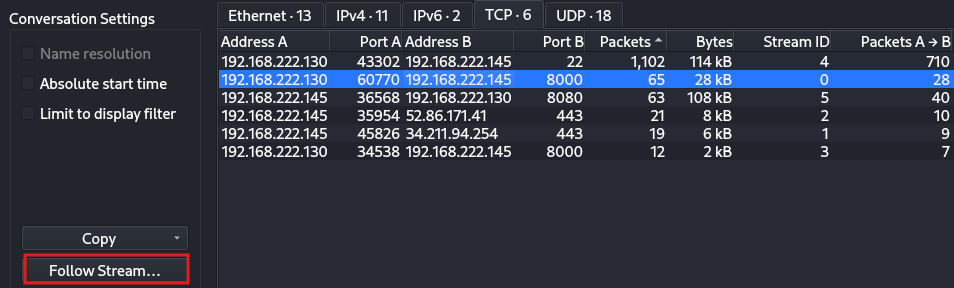 Conversation Settings
Name resolution
Absolute start time
Limit to display filter
Copy
Follow Stream...
Ethernet · 13 IPv4 · 11 IPv6 · 2 TCP · 6 UDP · 18
Address A Port A Address B Port B Packets Bytes Stream ID Packets A → B
192.168.222.130 43302 192.168.222.145 22 1,102 114 kB 4 710
192.168.222.130 60770 192.168.222.145 8000 65 28 kB 0 28
192.168.222.145 36568 192.168.222.130 8080 63 108 kB 5 40
192.168.222.145 35954 52.86.171.41 443 21 8 kB 2 10
192.168.222.145 45826 34.211.94.254 443 19 6 kB 1 9
192.168.222.130 34538 192.168.222.145 8000 12 2 kB 3 7